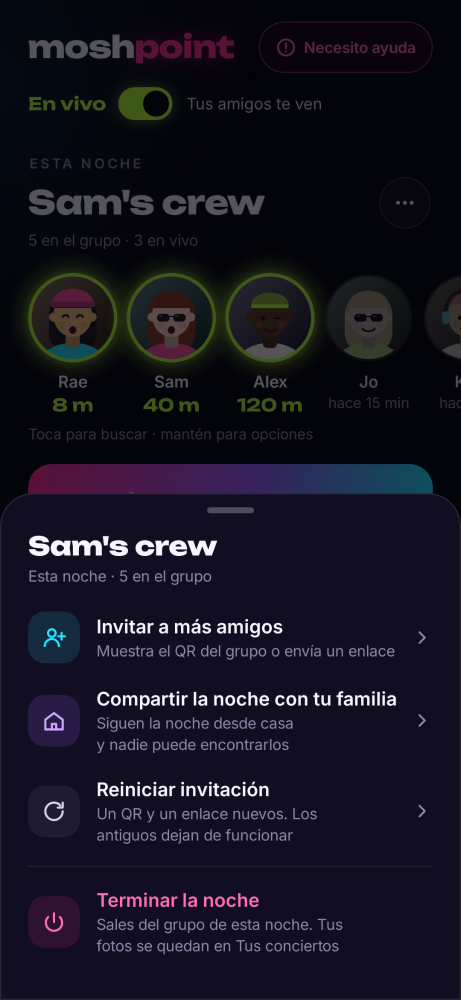 moshpoint
Necesito ayuda
En vivo
Tus amigos te ven
ESTA NOCHE
Sam's crew
5 en el grupo · 3 en vivo
Rae
Sam
Alex
Jo
8 m
40 m
120 m
hace 15 min
Toca para buscar · mantén para opciones
Sam's crew
Esta noche · 5 en el grupo
Invitar a más amigos
Muestra el QR del grupo o envía un enlace
Compartir la noche con tu familia
Siguen la noche desde casa
y nadie puede encontrarlos
Reiniciar invitación
Un QR y un enlace nuevos. Los
antiguos dejan de funcionar
Terminar la noche
Sales del grupo de esta noche. Tus
fotos se quedan en Tus conciertos